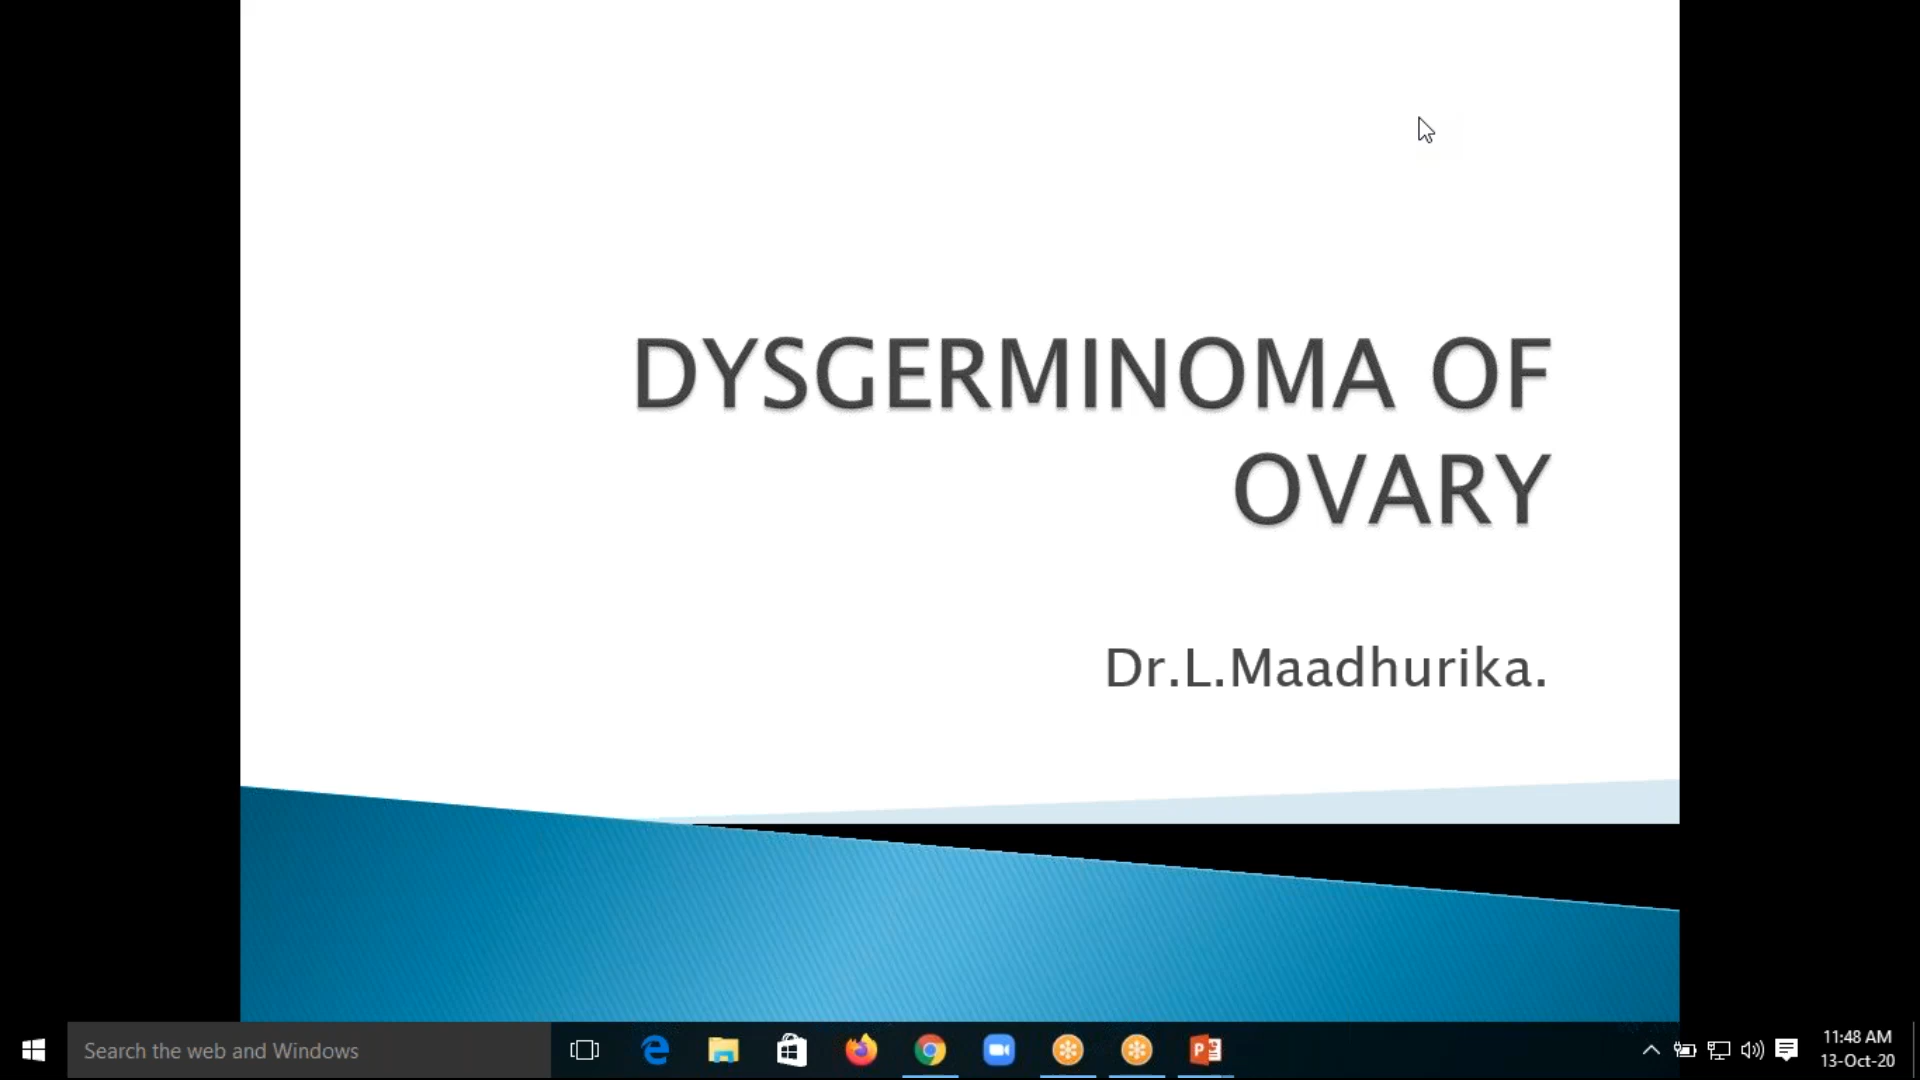 DYSGERMINOMA OF
OVARY
Dr.L.Maadhurika.
Search the web and Windows
11:48 AM
13-Oct-20